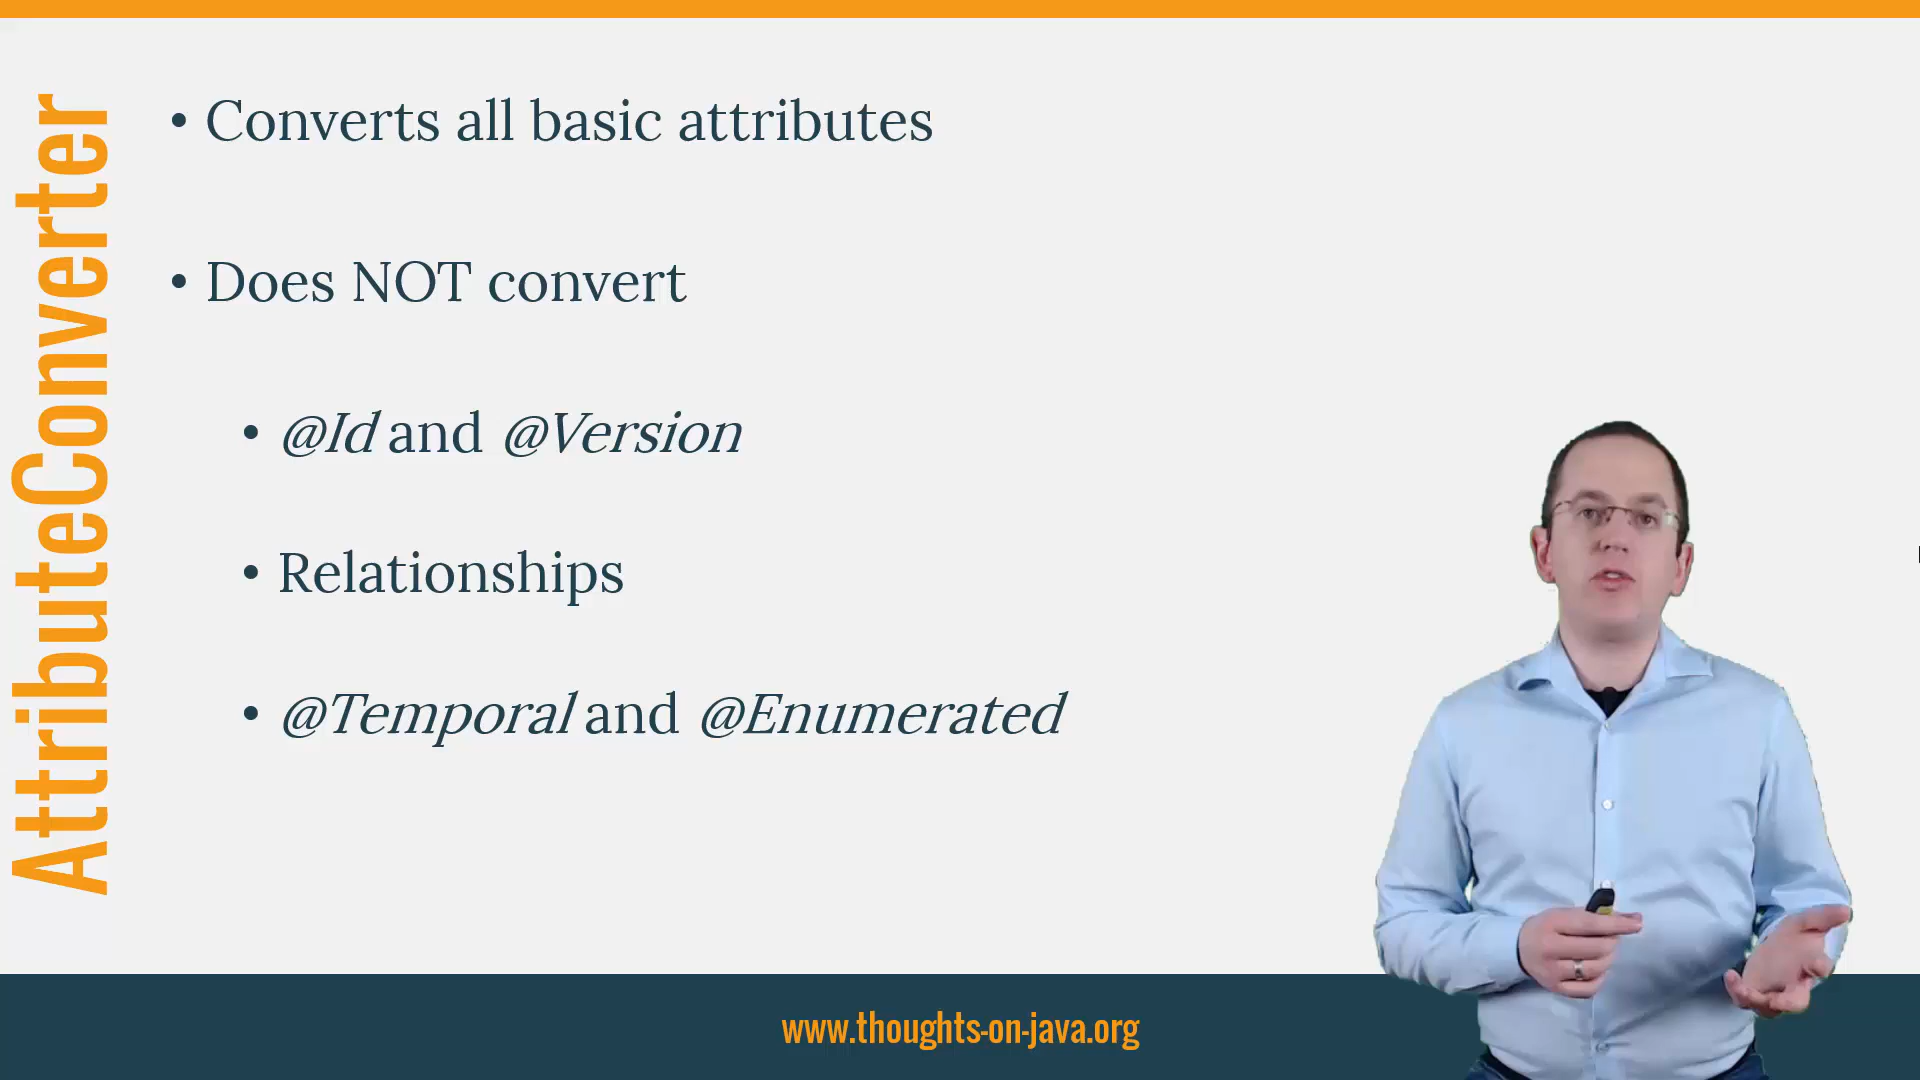 AttributeConverter
• Converts all basic attributes
• Does NOT convert
• @Id and @Version
• Relationships
• @Temporal and @Enumerated
www.thoughts-on-java.org